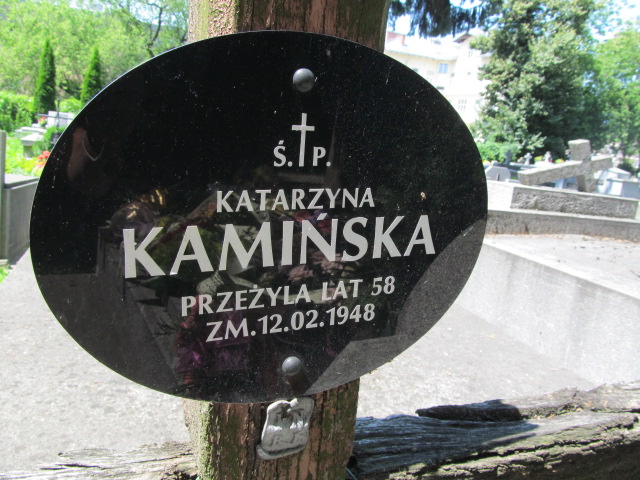 Ś. P.
KATARZYNA
KAMIŃSKA
PRZEŻYLA LAT 58
ZM.12.02.1948